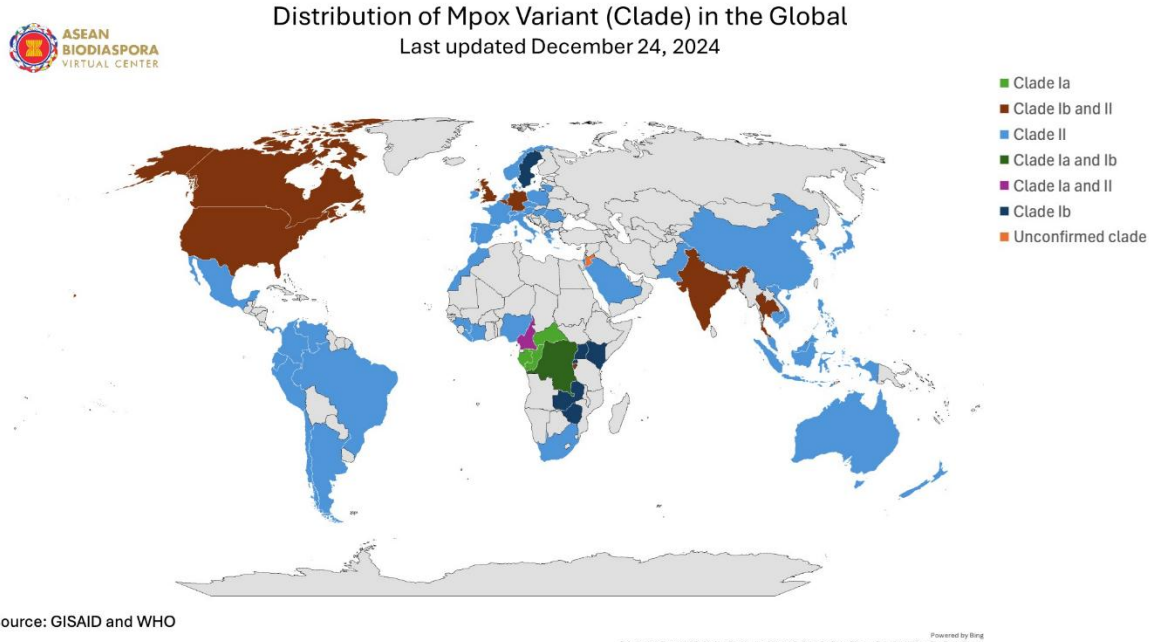 ASEAN
BIODIASPORA
VIRTUAL CENTER
Distribution of Mpox Variant (Clade) in the Global
Last updated December 24, 2024
Clade Ia
Clade Ib and II
Clade II
Clade Ia and Ib
Clade Ia and II
Clade Ib
Unconfirmed clade
ource: GISAID and WHO
Powered by Bing